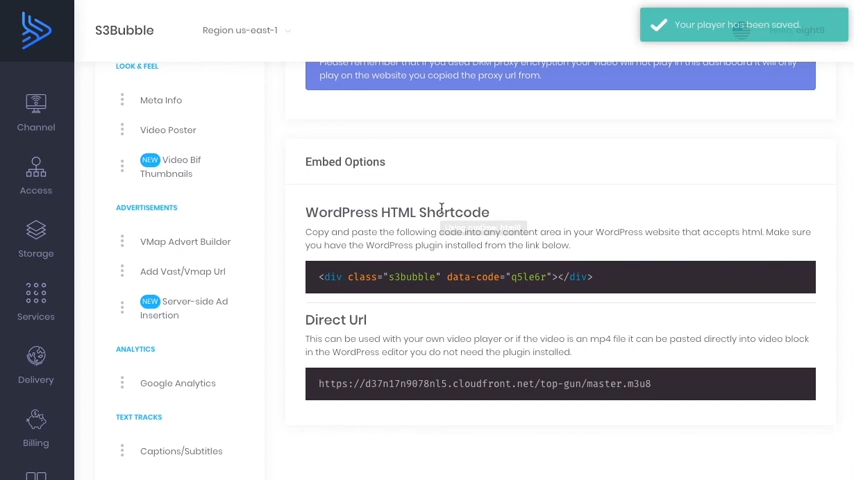 S3Bubble
Region us-east-1
Your player has been saved.
eight8
LOOK & FEEL
Meta Info
Video Poster
NEW Video Bif
Thumbnails
ADVERTISEMENTS
VMap Advert Builder
Add Vast/Vmap Url
NEW Server-side Ad
Insertion
ANALYTICS
Google Analytics
TEXT TRACKS
Captions/Subtitles
Channel
Access
Storage
Services
Delivery
Billing
Please remember that if you used DRM proxy encryption your video will not play in this dashboard it will only
play on the website you copied the proxy url from.
Embed Options
WordPress HTML Shortcode
Copy and paste the following code into any content area in your WordPress website that accepts html. Make sure
you have the WordPress plugin installed from the link below.
<div class="s3bubble" data-code="q5le6r"></div>
Direct Url
This can be used with your own video player or if the video is an mp4 file it can be pasted directly into video block
in the WordPress editor you do not need the plugin installed.
https://d37n17n9078nl5.cloudfront.net/top-gun/master.m3u8